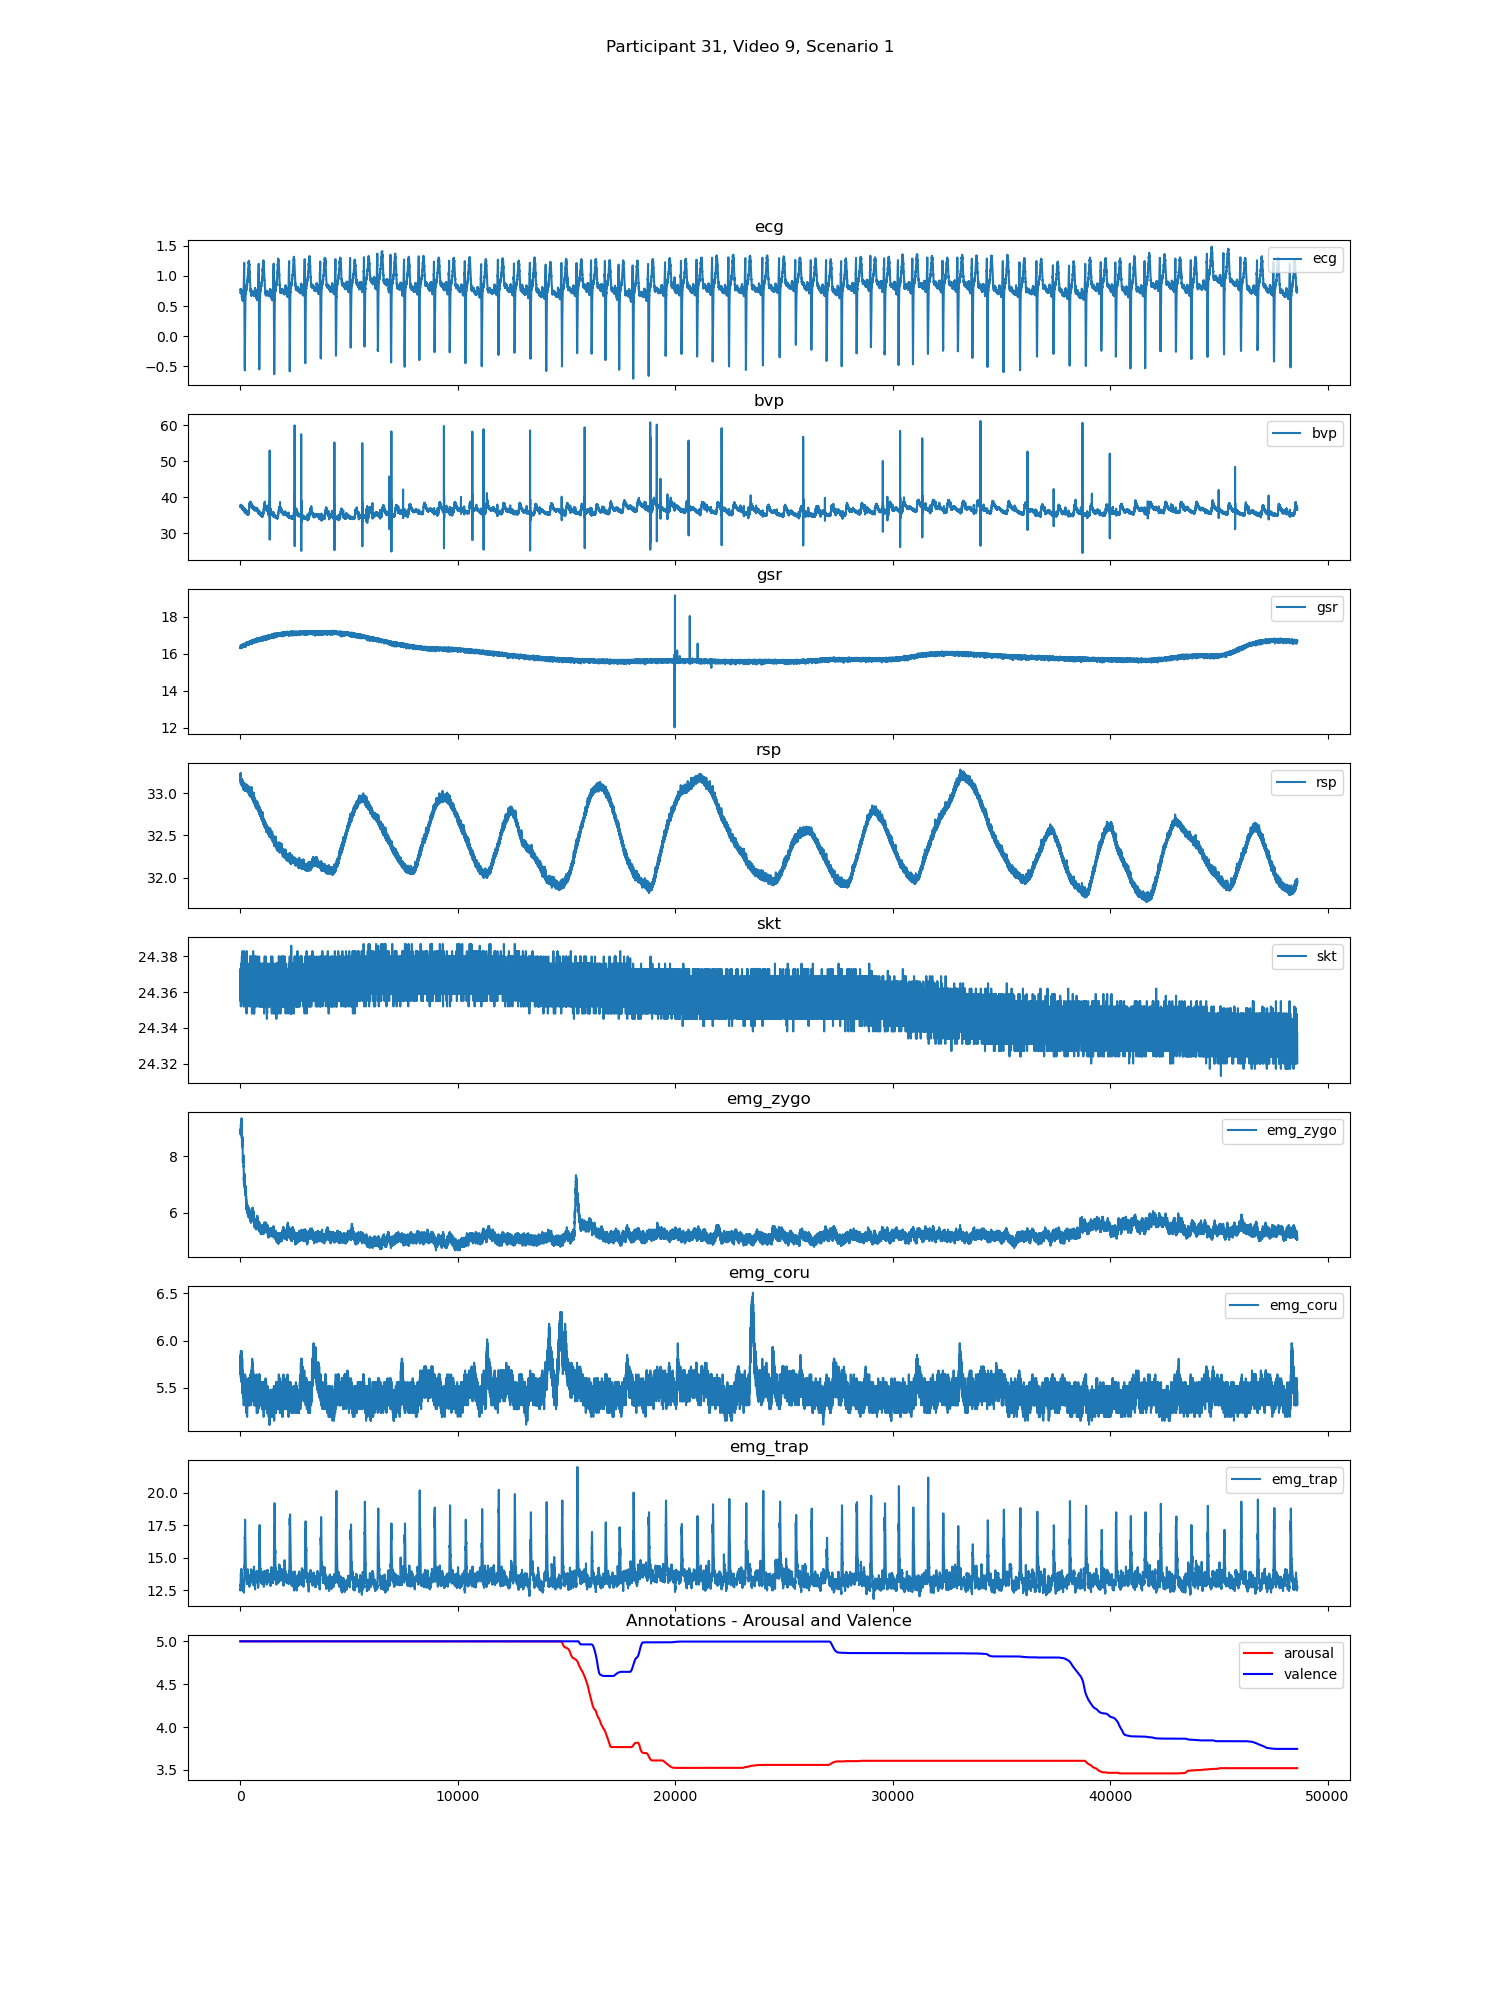 Participant 31, Video 9, Scenario 1
ecg
1.5
1.0
0.5
0.0
−0.5
ecg
bvp
60
50
40
30
bvp
gsr
18
16
14
12
gsr
rsp
33.0
32.5
32.0
rsp
skt
24.38
24.36
24.34
24.32
skt
emg_zygo
8
6
emg_zygo
emg_coru
6.5
6.0
5.5
emg_coru
emg_trap
20.0
17.5
15.0
12.5
emg_trap
Annotations - Arousal and Valence
5.0
4.5
4.0
3.5
arousal
valence
0 10000 20000 30000 40000 50000